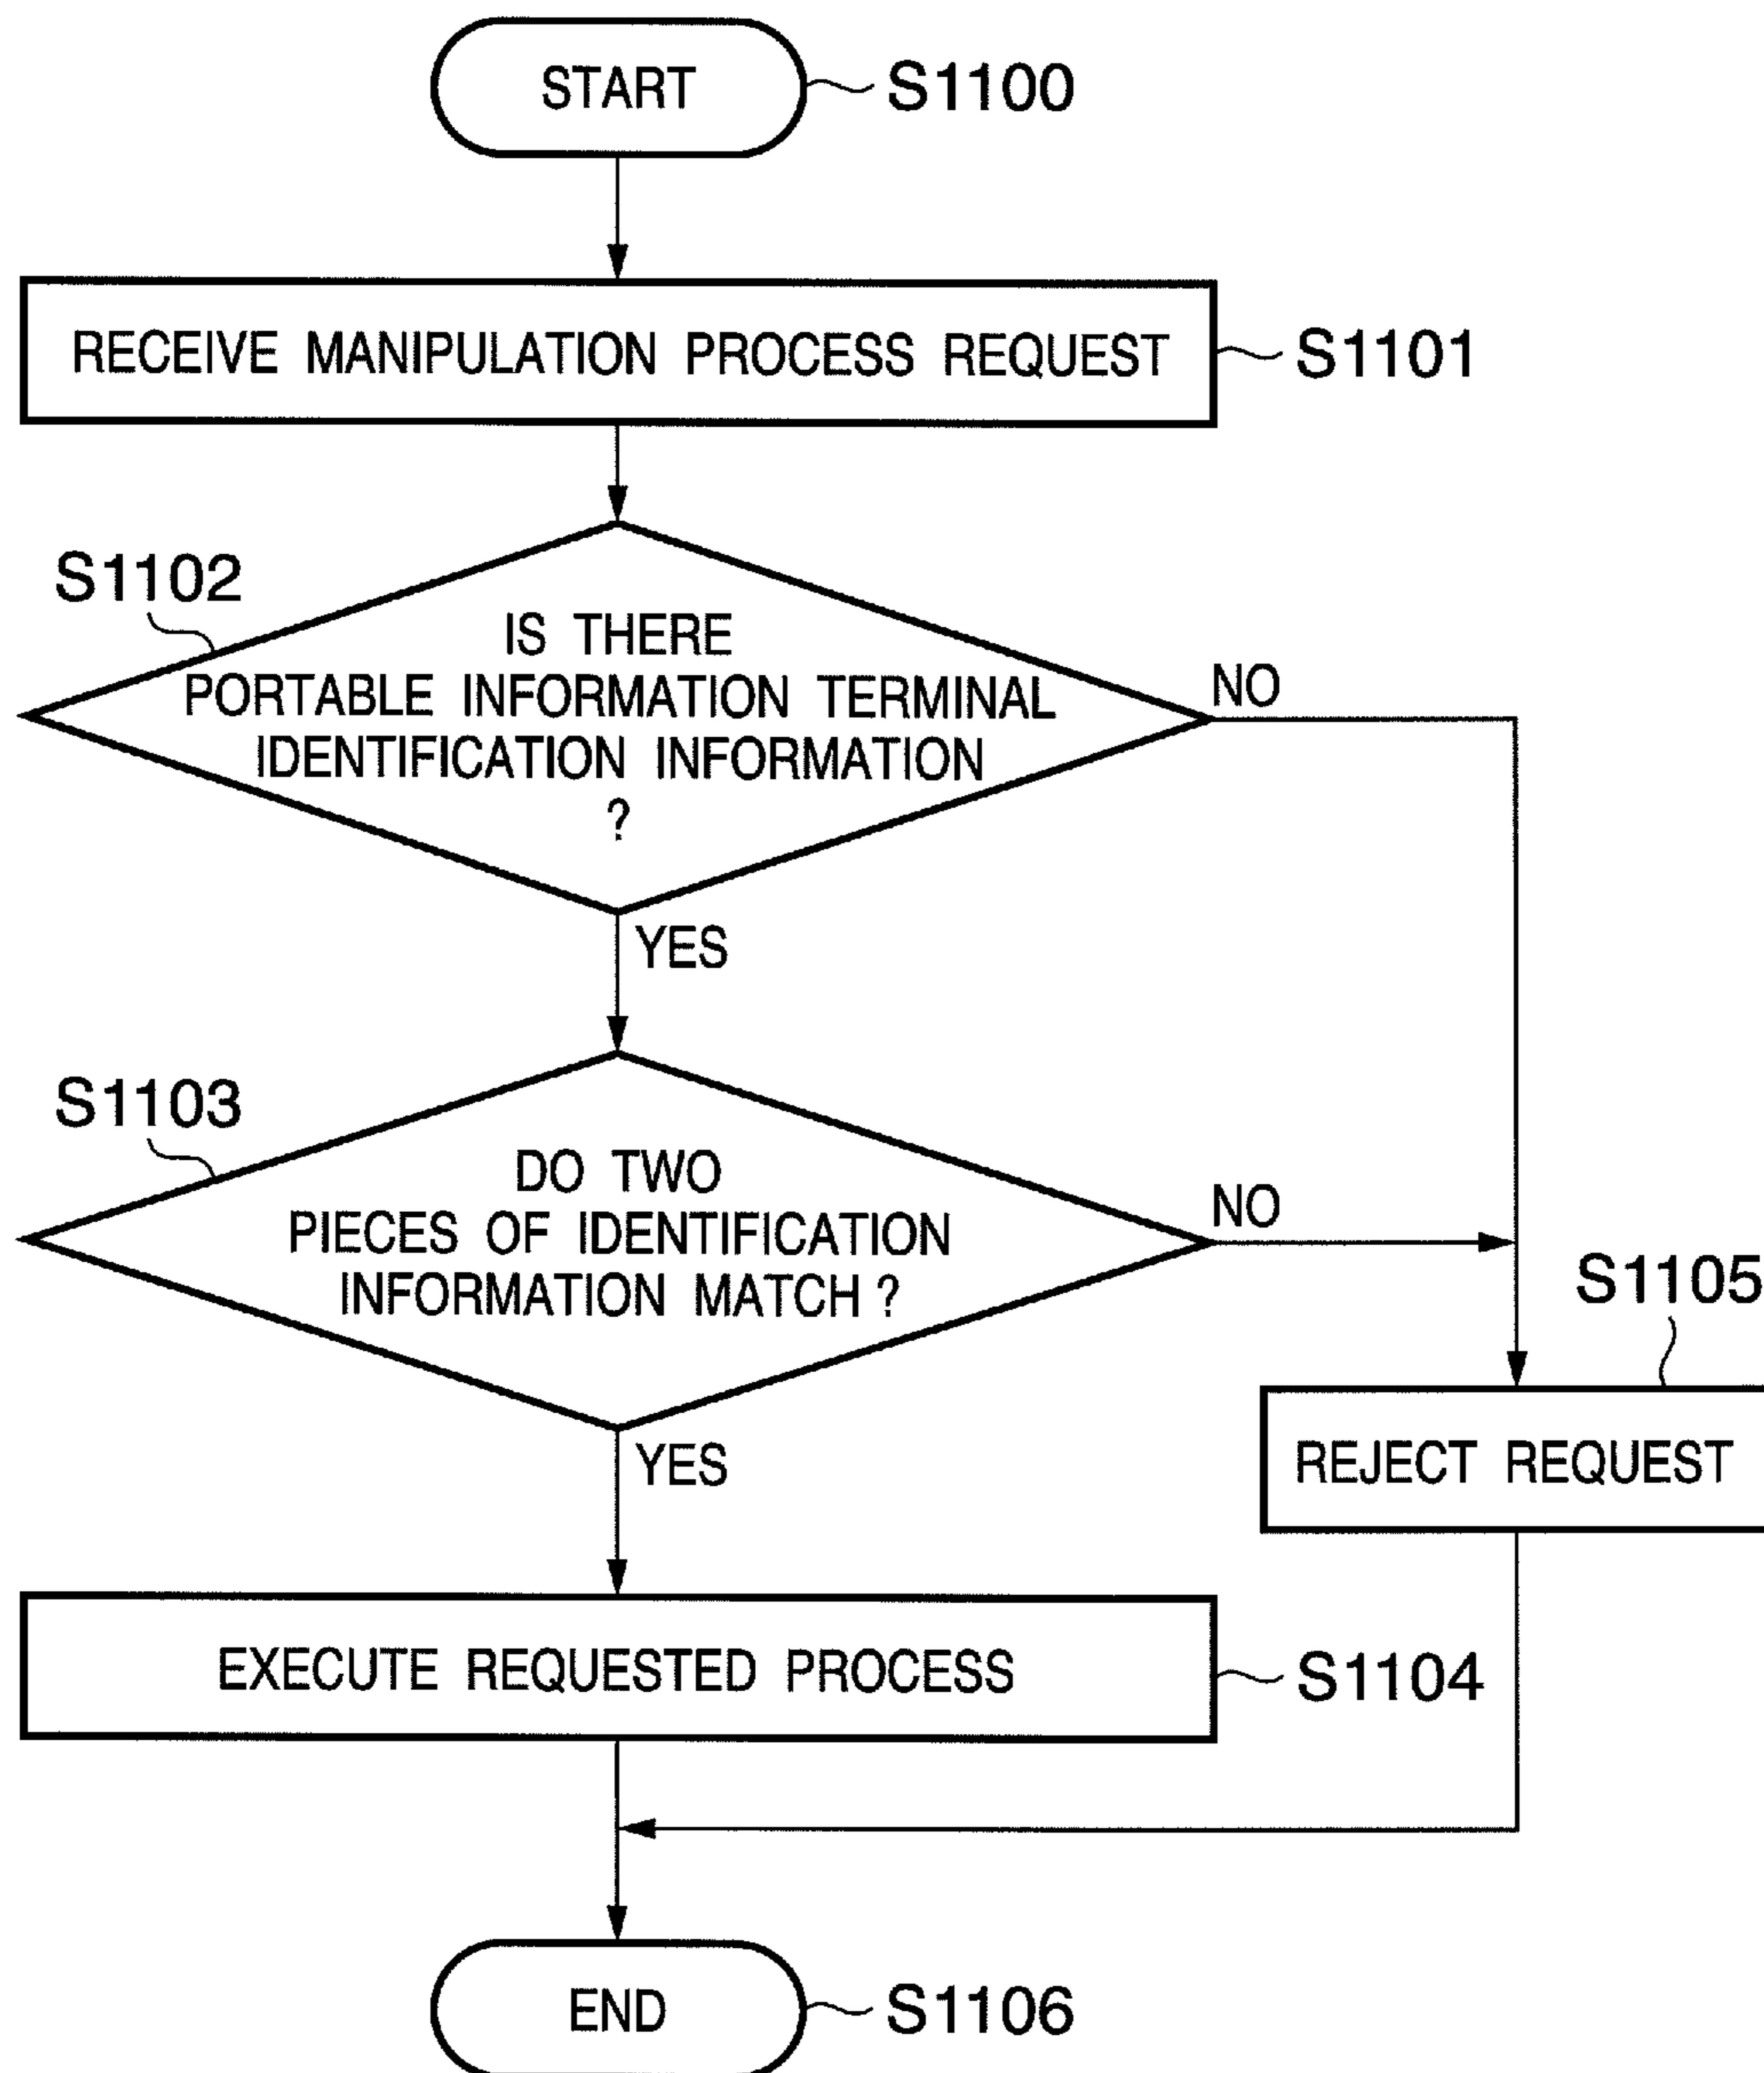 START
S1100
RECEIVE MANIPULATION PROCESS REQUEST
S1101
S1102
IS THERE
PORTABLE INFORMATION TERMINAL
IDENTIFICATION INFORMATION
?
NO
YES
S1103
DO TWO
PIECES OF IDENTIFICATION
INFORMATION MATCH ?
NO
S1105
YES
REJECT REQUEST
EXECUTE REQUESTED PROCESS
S1104
END
S1106